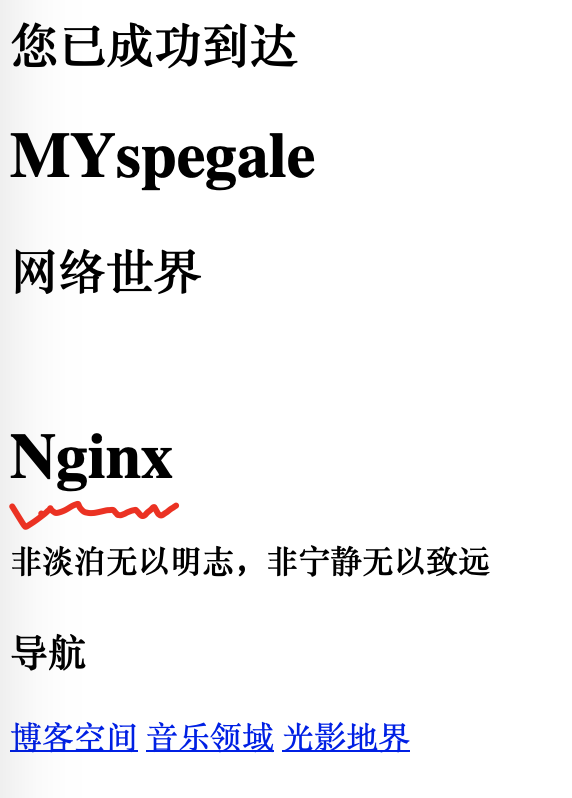 您已成功到达
MYspegale
网络世界
Nginx
非淡泊无以明志，非宁静无以致远
导航
博客空间 音乐领域 光影地界